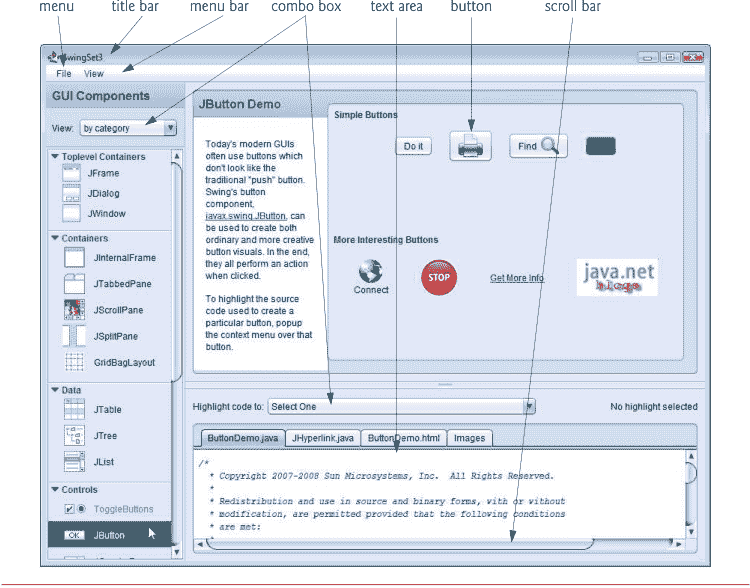 menu title bar menu bar combo box text area button scroll bar
SwingSet3
File View
GUI Components
View: by category
Toplevel Containers
JFrame
JDialog
JWindow
Containers
JInternalFrame
JTabbedPane
JScrollPane
JSplitPane
GridBagLayout
Data
JTable
JTree
JList
Controls
ToggleButtons
OK JButton
JButton Demo
Today's modern GUIs
often use buttons which
don't look like the
traditional "push" button.
Swing's button
component,
javax.swing.JButton, can
be used to create both
ordinary and more creative
button visuals. In the end,
they all perform an action
when clicked.
To highlight the source
code used to create a
particular button, popup
the context menu over that
button.
Simple Buttons
Do it Find
More Interesting Buttons
Connect
STOP
Get More Info
java.net
blogs
Highlight code to: Select One No highlight selected
ButtonDemo.java JHyperlink.java ButtonDemo.html Images
/*
* Copyright 2007-2008 Sun Microsystems, Inc. All Rights Reserved.
*
* Redistribution and use in source and binary forms, with or without
* modification, are permitted provided that the following conditions
* are met: